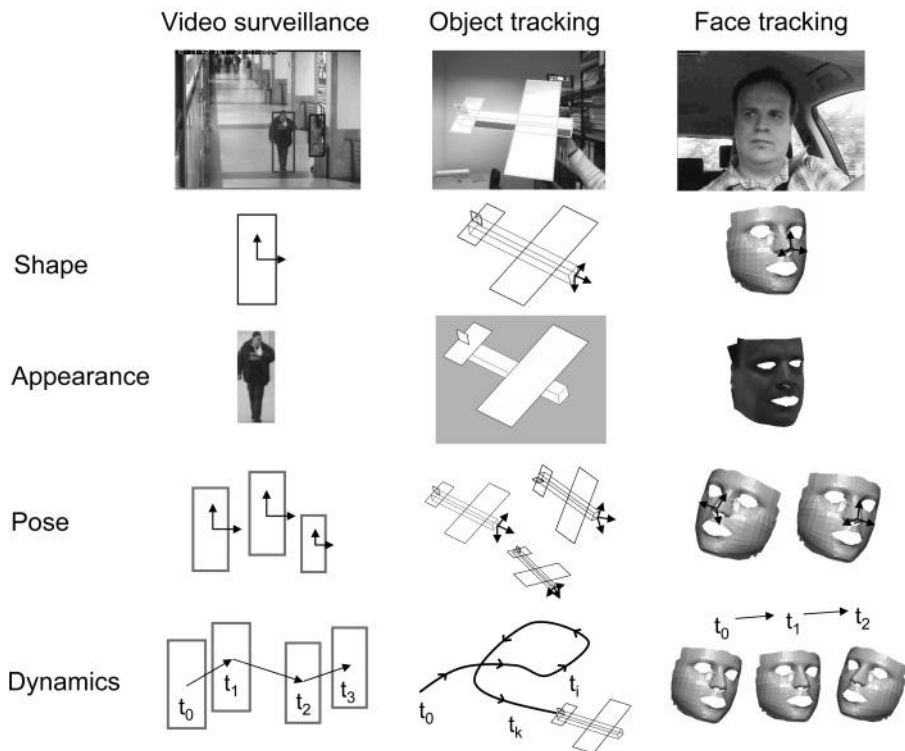 Video surveillance Object tracking Face tracking
Shape
Appearance
Pose
Dynamics
t₀ t₁ t₂ t₃
t₀ tᵢ tₖ
t₀ t₁ t₂